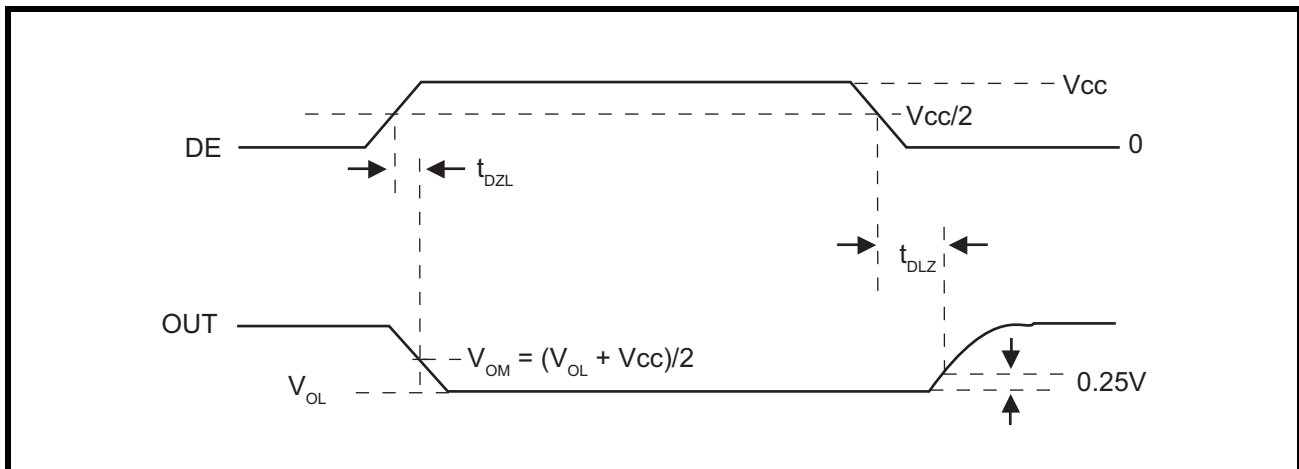 Vcc
Vcc/2
DE
0
t_DZL
t_DLZ
OUT
V_OM = (V_OL + Vcc)/2
V_OL
0.25V